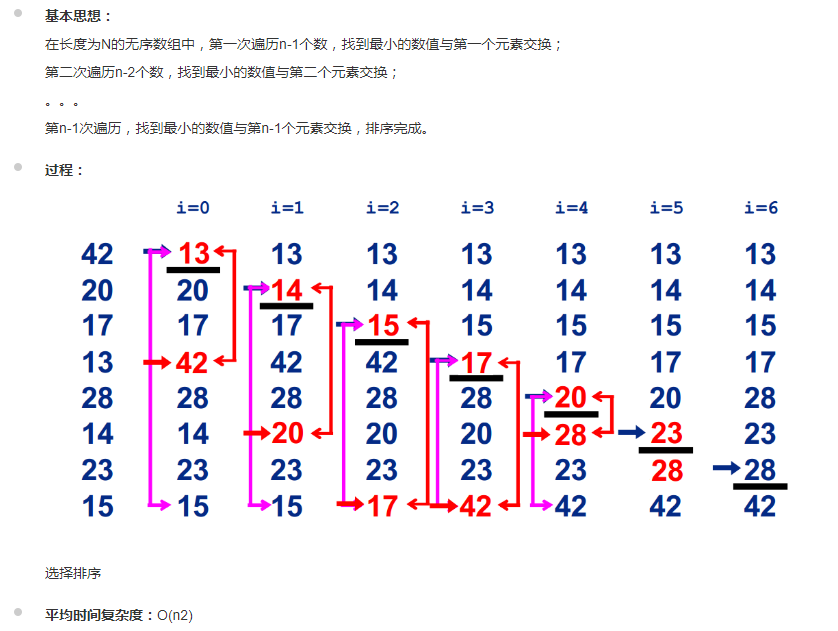 基本思想：
在长度为N的无序数组中，第一次遍历n-1个数，找到最小的数值与第一个元素交换；
第二次遍历n-2个数，找到最小的数值与第二个元素交换；
。。。
第n-1次遍历，找到最小的数值与第n-1个元素交换，排序完成。
过程：
i=0 i=1 i=2 i=3 i=4 i=5 i=6
42 13 13 13 13 13 13 13
20 20 14 14 14 14 14 14
17 17 17 15 15 15 15 15
13 42 42 42 17 17 17 17
28 28 28 28 28 20 20 28
14 14 20 20 20 28 23 23
23 23 23 23 23 23 28 28
15 15 15 17 42 42 42 42
选择排序
平均时间复杂度：O(n2)